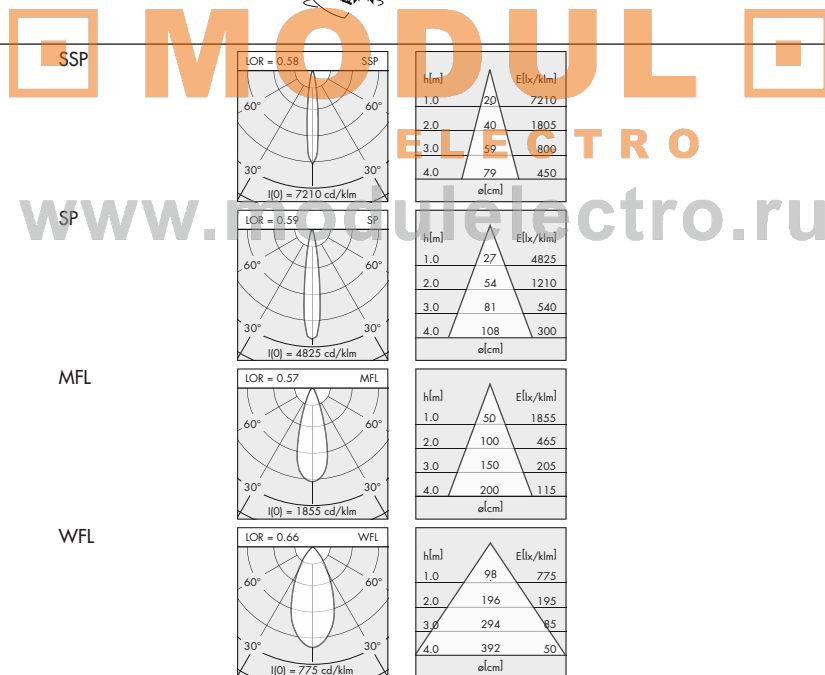 MODUL
ELECTRO
www.modulelectro.ru
SSP
LOR = 0.58 SSP
60° 60°
30° 30°
I(0) = 7210 cd/klm
h[m] E[lx/klm]
1.0 20 7210
2.0 40 1805
3.0 59 800
4.0 79 450
ø[cm]
SP
LOR = 0.59 SP
60° 60°
30° 30°
I(0) = 4825 cd/klm
h[m] E[lx/klm]
1.0 27 4825
2.0 54 1210
3.0 81 540
4.0 108 300
ø[cm]
MFL
LOR = 0.57 MFL
60° 60°
30° 30°
I(0) = 1855 cd/klm
h[m] E[lx/klm]
1.0 50 1855
2.0 100 465
3.0 150 205
4.0 200 115
ø[cm]
WFL
LOR = 0.66 WFL
60° 60°
30° 30°
I(0) = 775 cd/klm
h[m] E[lx/klm]
1.0 98 775
2.0 196 195
3.0 294 85
4.0 392 50
ø[cm]